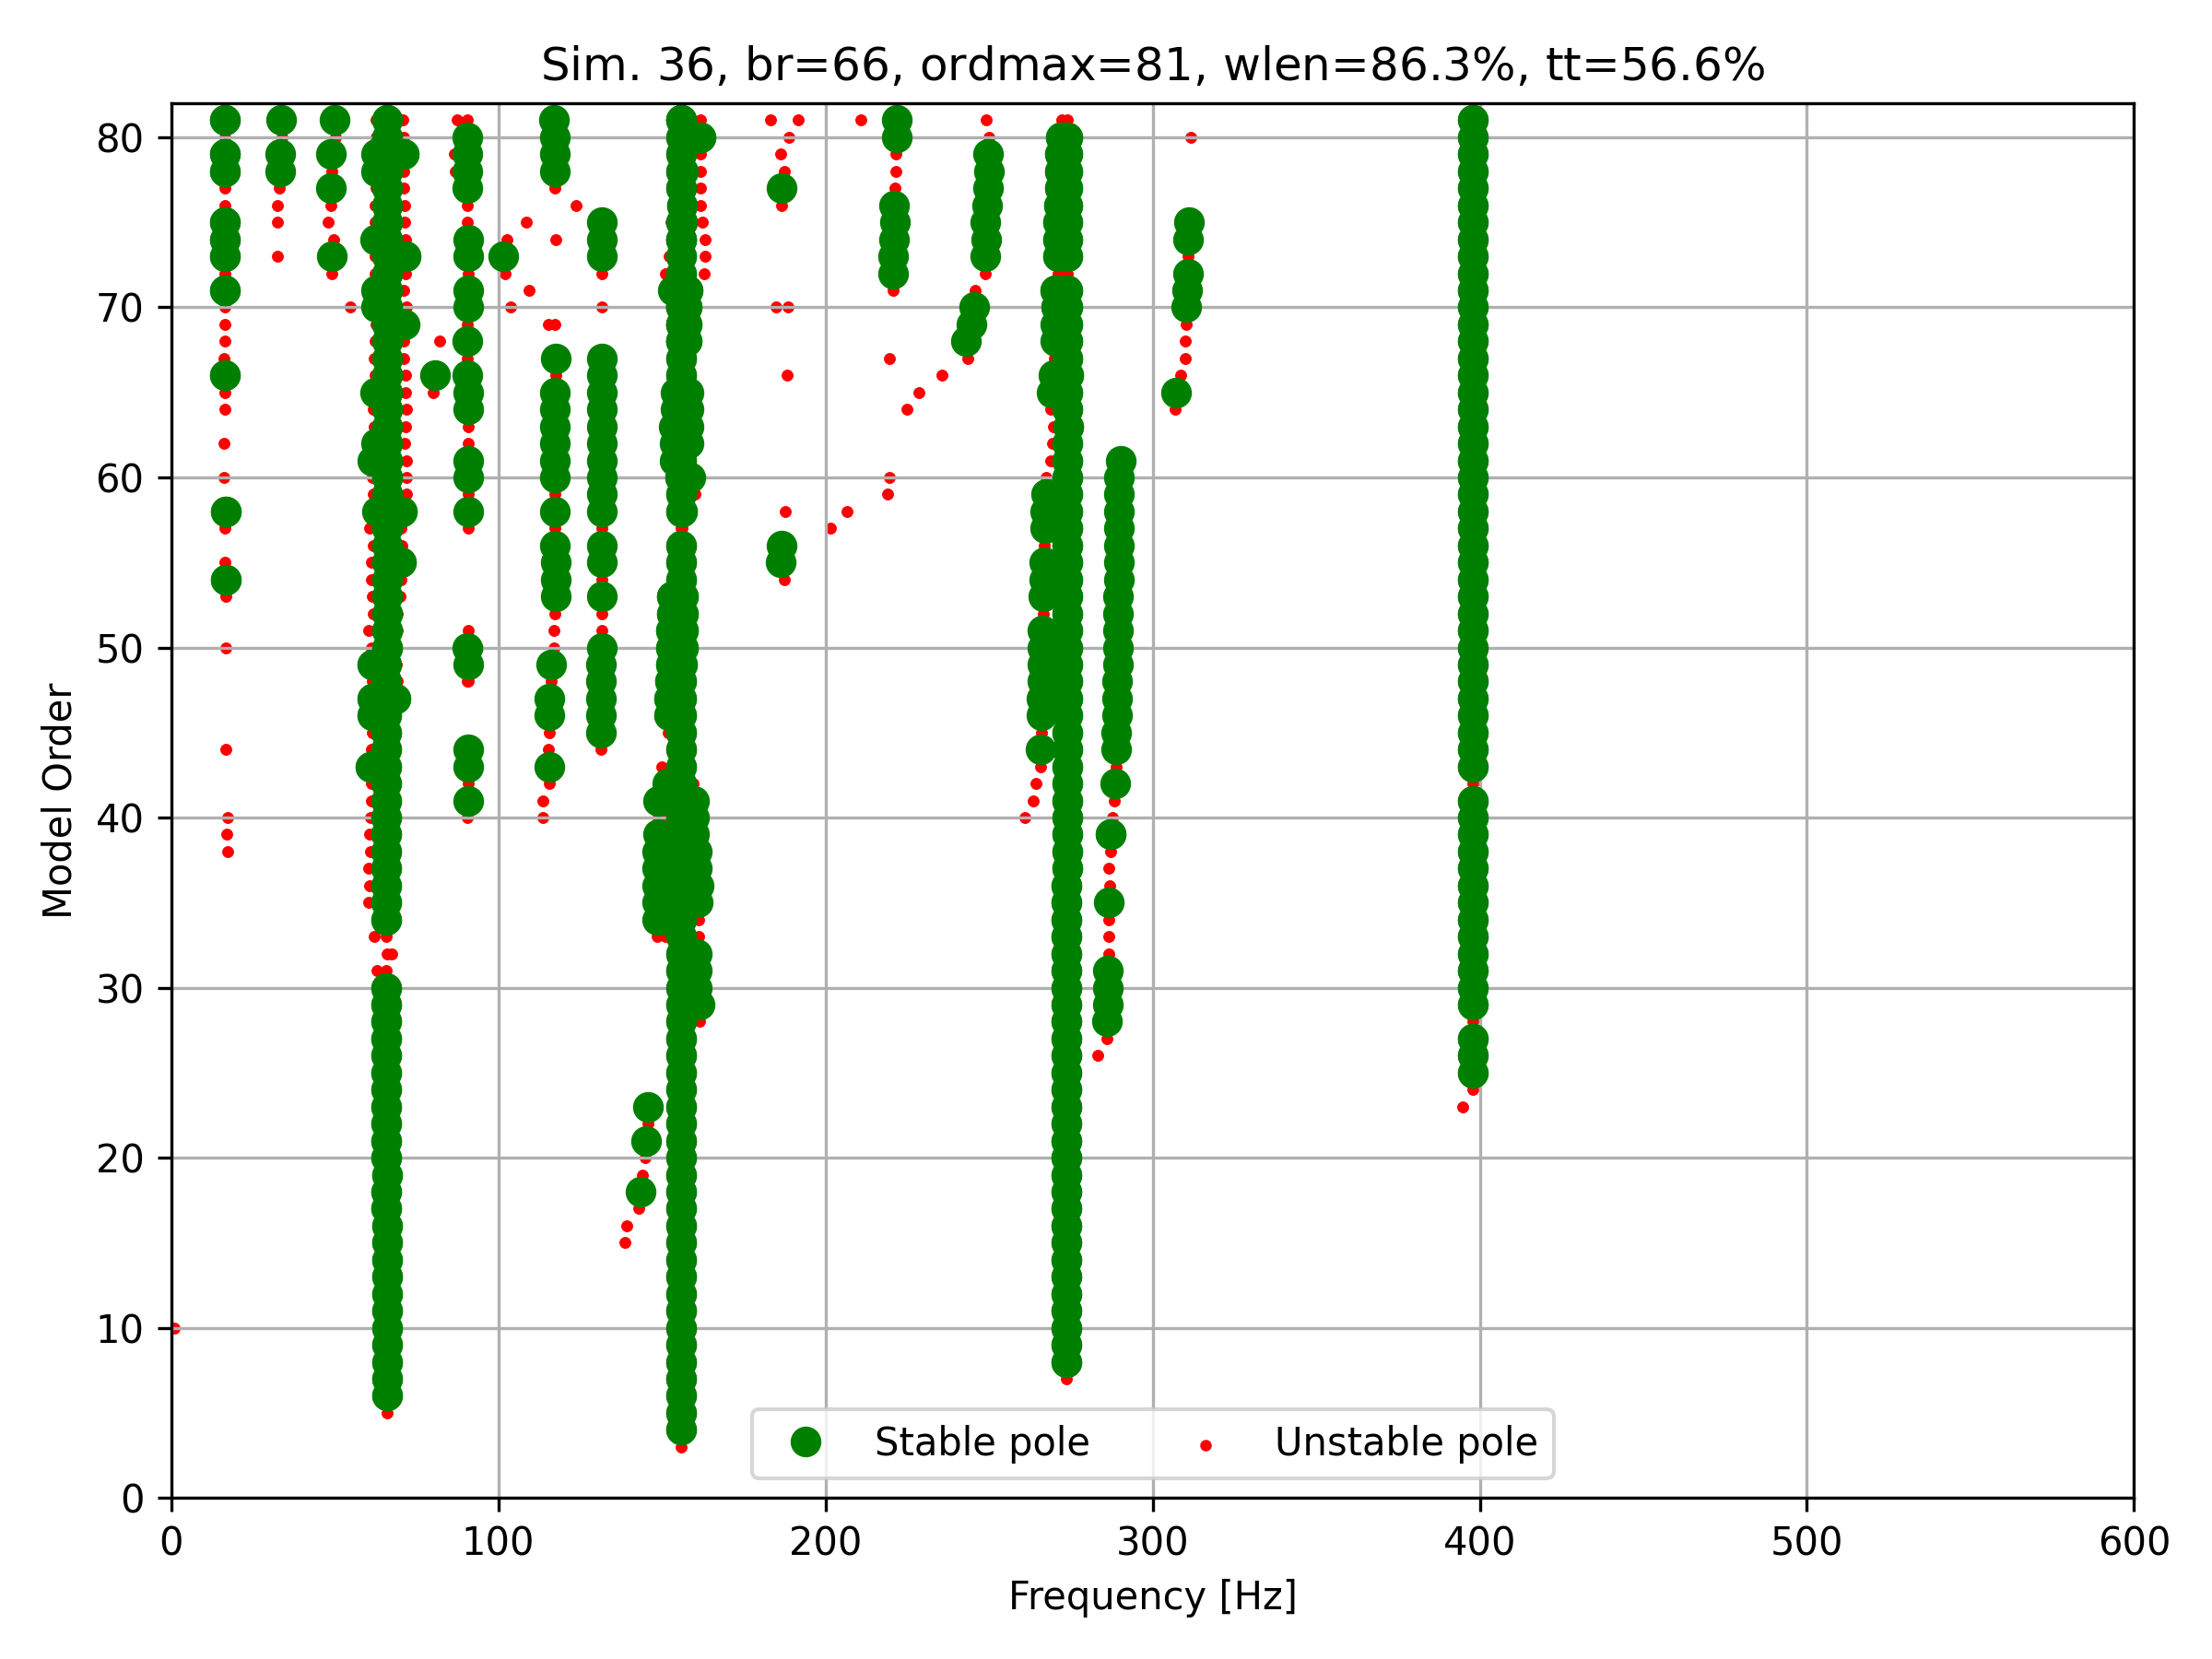 Sim. 36, br=66, ordmax=81, wlen=86.3%, tt=56.6%
80
70
60
50
40
30
20
10
0
Model Order
Stable pole
Unstable pole
0 100 200 300 400 500 600
Frequency [Hz]